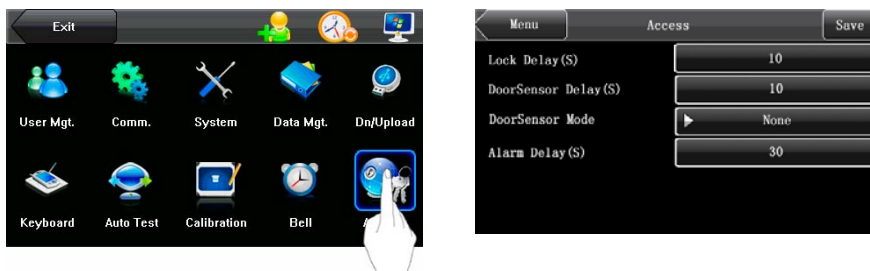 Exit
User Mgt. Comm. System Data Mgt. Dn/Upload
Keyboard Auto Test Calibration Bell
Menu Access Save
Lock Delay(S) 10
DoorSensor Delay(S) 10
DoorSensor Mode None
Alarm Delay(S) 30